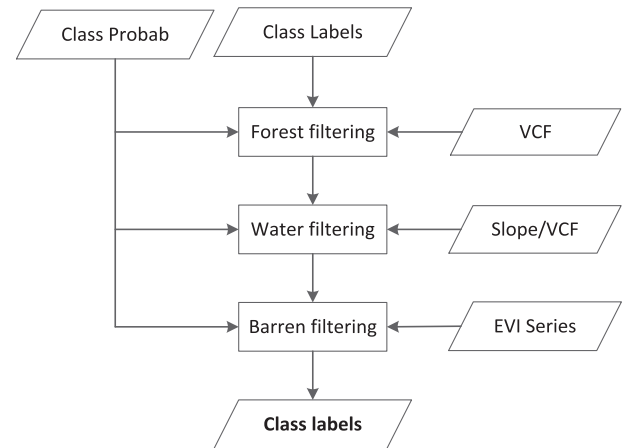 Class Probab
Class Labels
Forest filtering
VCF
Water filtering
Slope/VCF
Barren filtering
EVI Series
Class labels